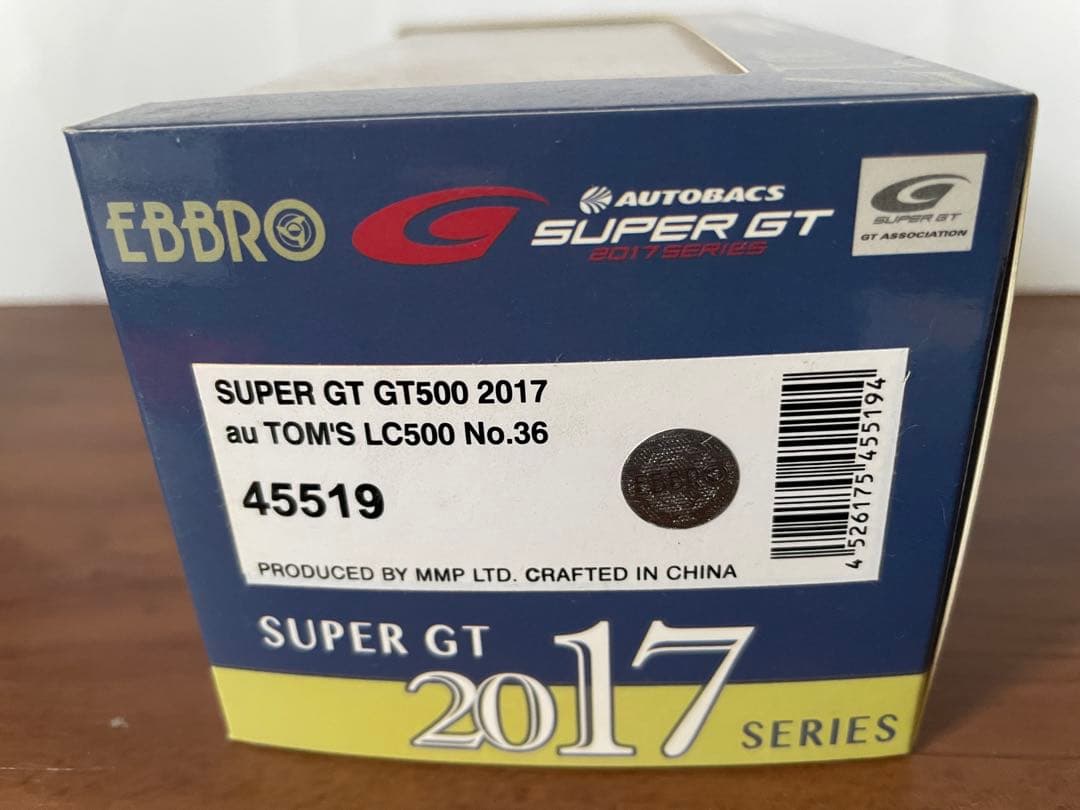 EBBRO
AUTOBACS
SUPER GT
2017 SERIES
SUPER GT
GT ASSOCIATION
SUPER GT GT500 2017
au TOM'S LC500 No.36
45519
EBBRO
4 526175 455194
PRODUCED BY MMP LTD. CRAFTED IN CHINA
SUPER GT
2017
SERIES